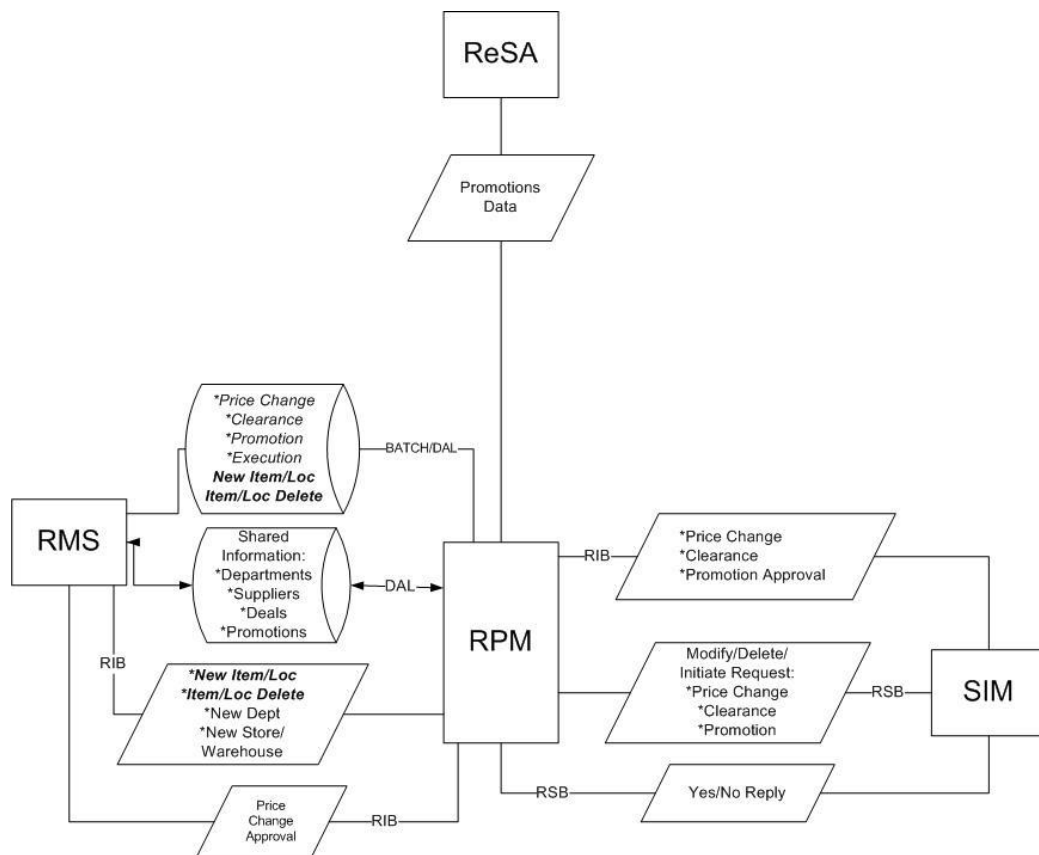 ReSA
Promotions
Data
*Price Change
*Clearance
*Promotion
*Execution
New Item/Loc
Item/Loc Delete
BATCH/DAL
RMS
Shared
Information:
*Departments
*Suppliers
*Deals
*Promotions
DAL
RPM
RIB
*Price Change
*Clearance
*Promotion Approval
RIB
*New Item/Loc
*Item/Loc Delete
*New Dept
*New Store/
Warehouse
Modify/Delete/
Initiate Request:
*Price Change
*Clearance
*Promotion
RSB
SIM
RSB
Yes/No Reply
Price
Change
Approval
RIB